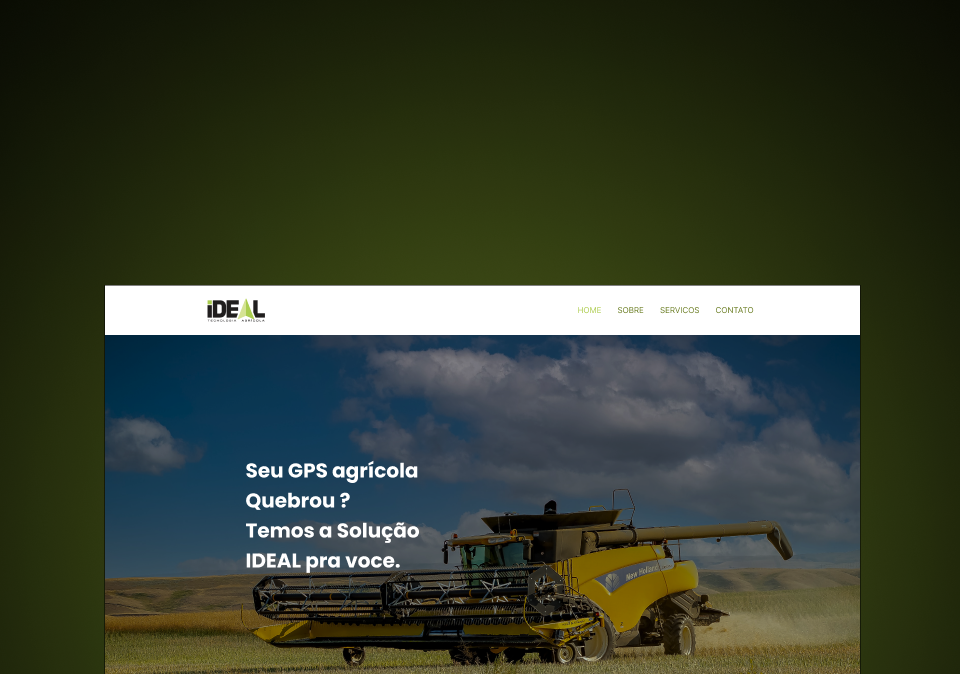 iDEAL
TECNOLOGIA AGRÍCOLA
HOME SOBRE SERVICOS CONTATO
Seu GPS agrícola
Quebrou ?
Temos a Solução
IDEAL pra voce.
New Holland